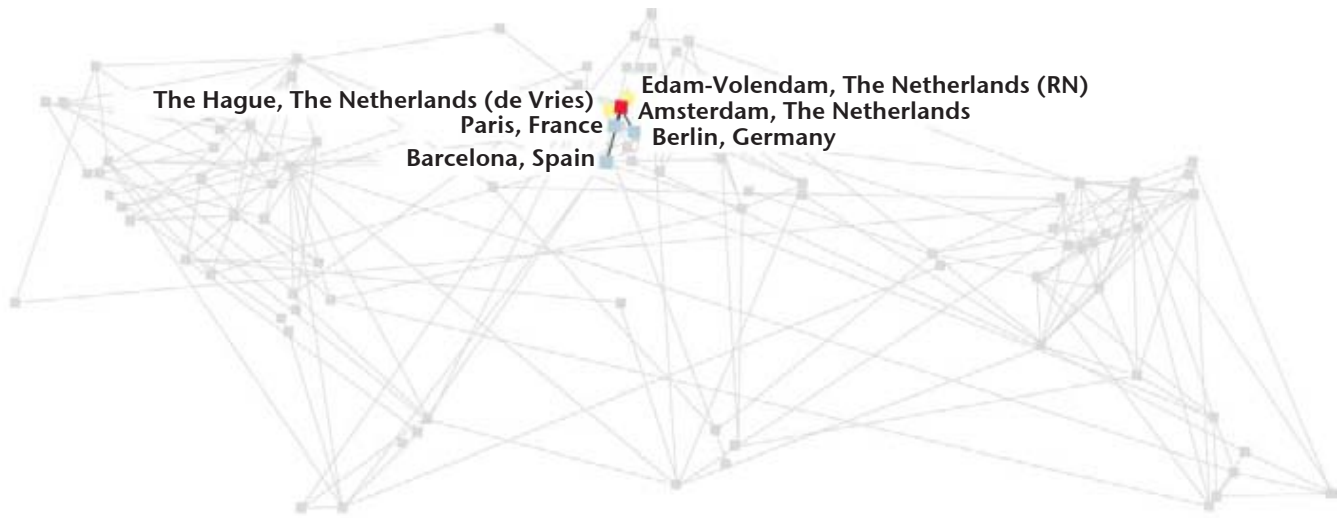 Edam-Volendam, The Netherlands (RN)
The Hague, The Netherlands (de Vries)
Amsterdam, The Netherlands
Paris, France
Berlin, Germany
Barcelona, Spain